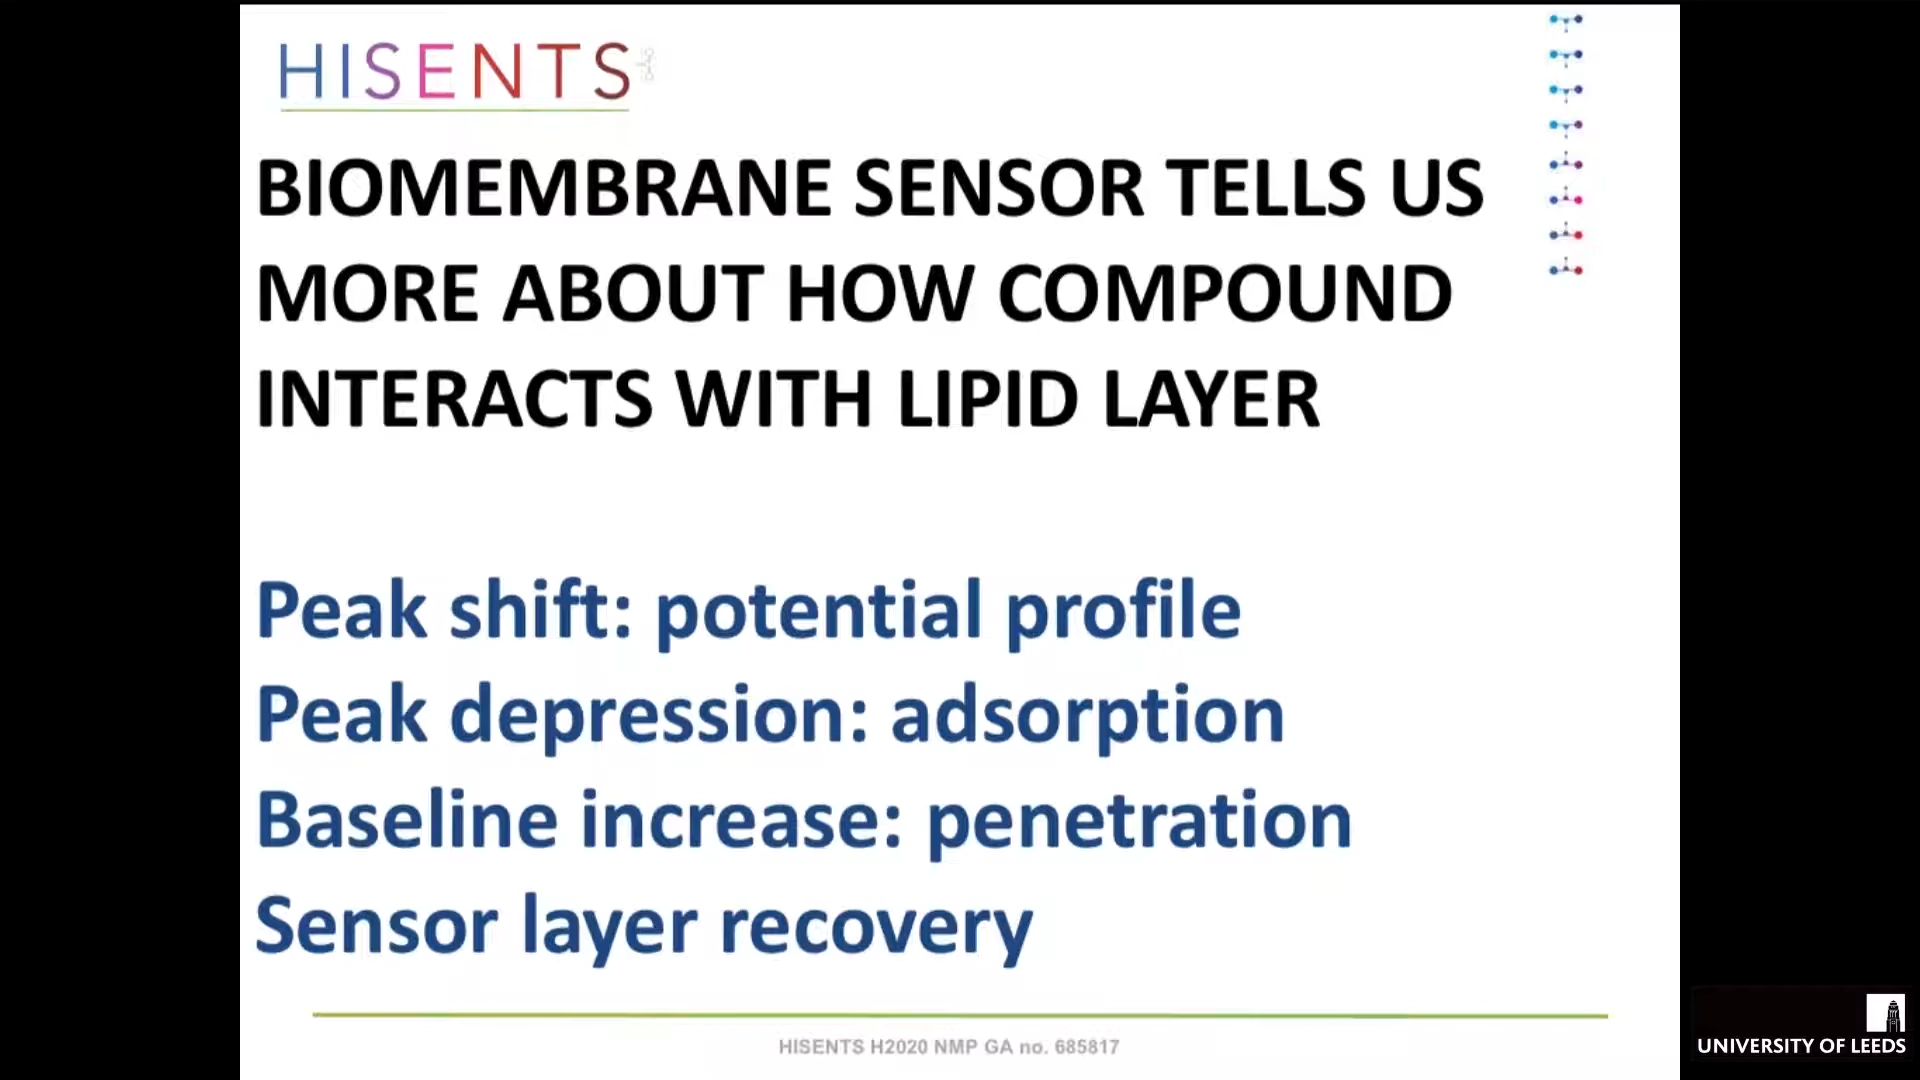 HISENTS
BIOMEMBRANE SENSOR TELLS US
MORE ABOUT HOW COMPOUND
INTERACTS WITH LIPID LAYER
Peak shift: potential profile
Peak depression: adsorption
Baseline increase: penetration
Sensor layer recovery
HISENTS H2020 NMP GA no. 685817
UNIVERSITY OF LEEDS